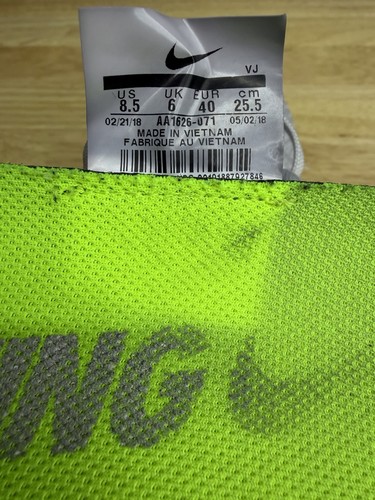 VJ
US UK EUR cm
8.5 6 40 25.5
02/21/18 AA1626-071 05/02/18
MADE IN VIETNAM
FABRIQUE AU VIETNAM
NG